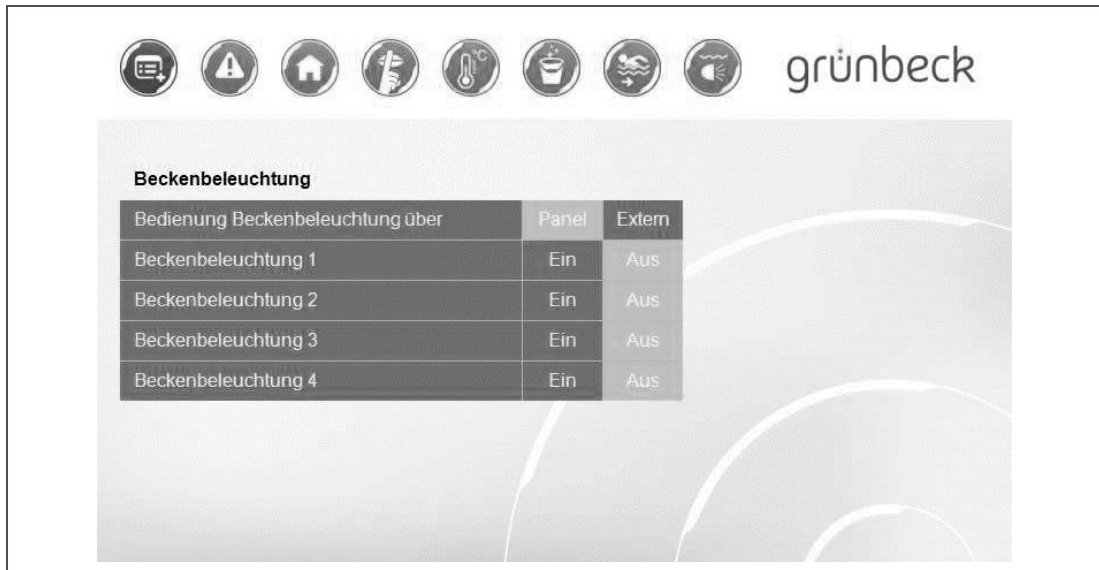 °C
grünbeck
Beckenbeleuchtung
Bedienung Beckenbeleuchtung über Panel Extern
Beckenbeleuchtung 1 Ein Aus
Beckenbeleuchtung 2 Ein Aus
Beckenbeleuchtung 3 Ein Aus
Beckenbeleuchtung 4 Ein Aus